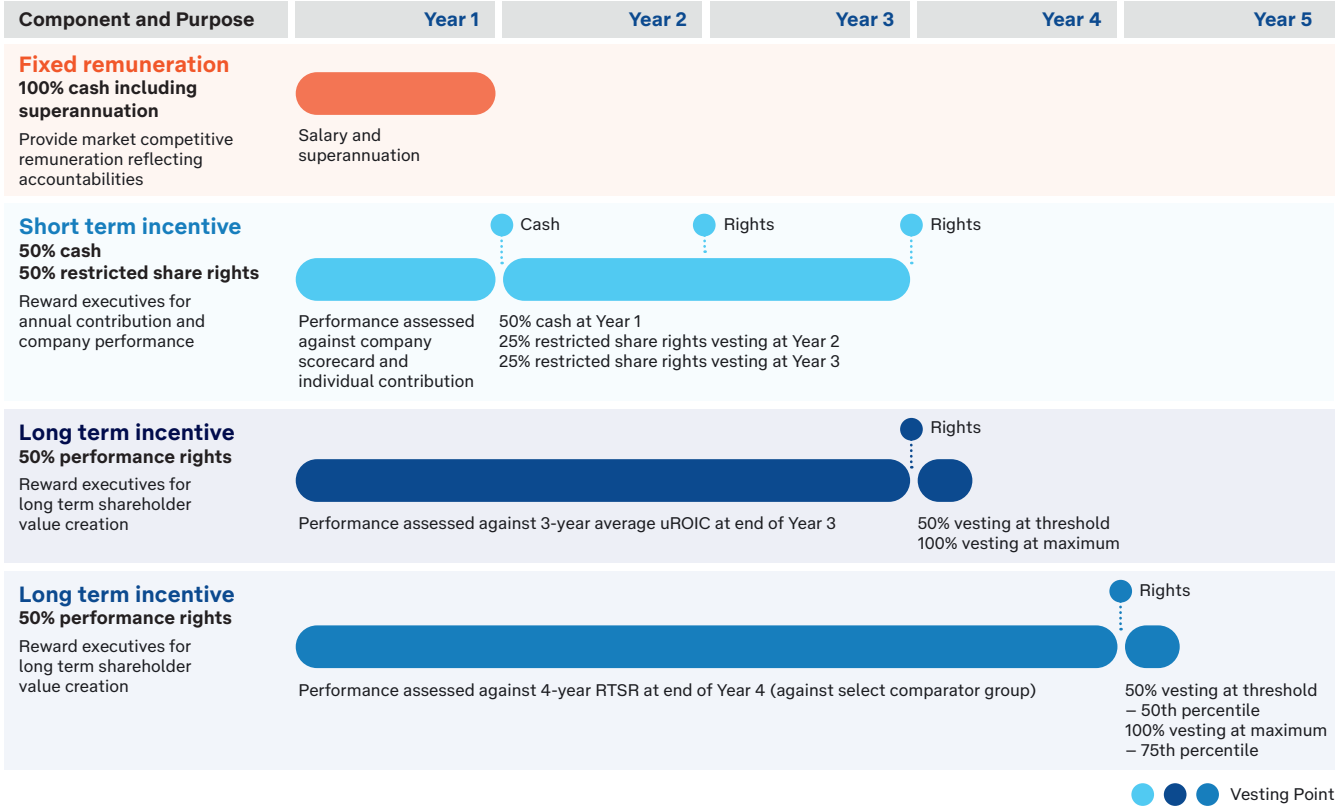 Component and Purpose
Year 1
Year 2
Year 3
Year 4
Year 5
Fixed remuneration
100% cash including
superannuation
Provide market competitive
remuneration reflecting
accountabilities
Salary and
superannuation
Short term incentive
50% cash
50% restricted share rights
Reward executives for
annual contribution and
company performance
Cash
Rights
Rights
Performance assessed
against company
scorecard and
individual contribution
50% cash at Year 1
25% restricted share rights vesting at Year 2
25% restricted share rights vesting at Year 3
Long term incentive
50% performance rights
Reward executives for
long term shareholder
value creation
Rights
Performance assessed against 3-year average uROIC at end of Year 3
50% vesting at threshold
100% vesting at maximum
Long term incentive
50% performance rights
Reward executives for
long term shareholder
value creation
Rights
Performance assessed against 4-year RTSR at end of Year 4 (against select comparator group)
50% vesting at threshold
– 50th percentile
100% vesting at maximum
– 75th percentile
Vesting Point